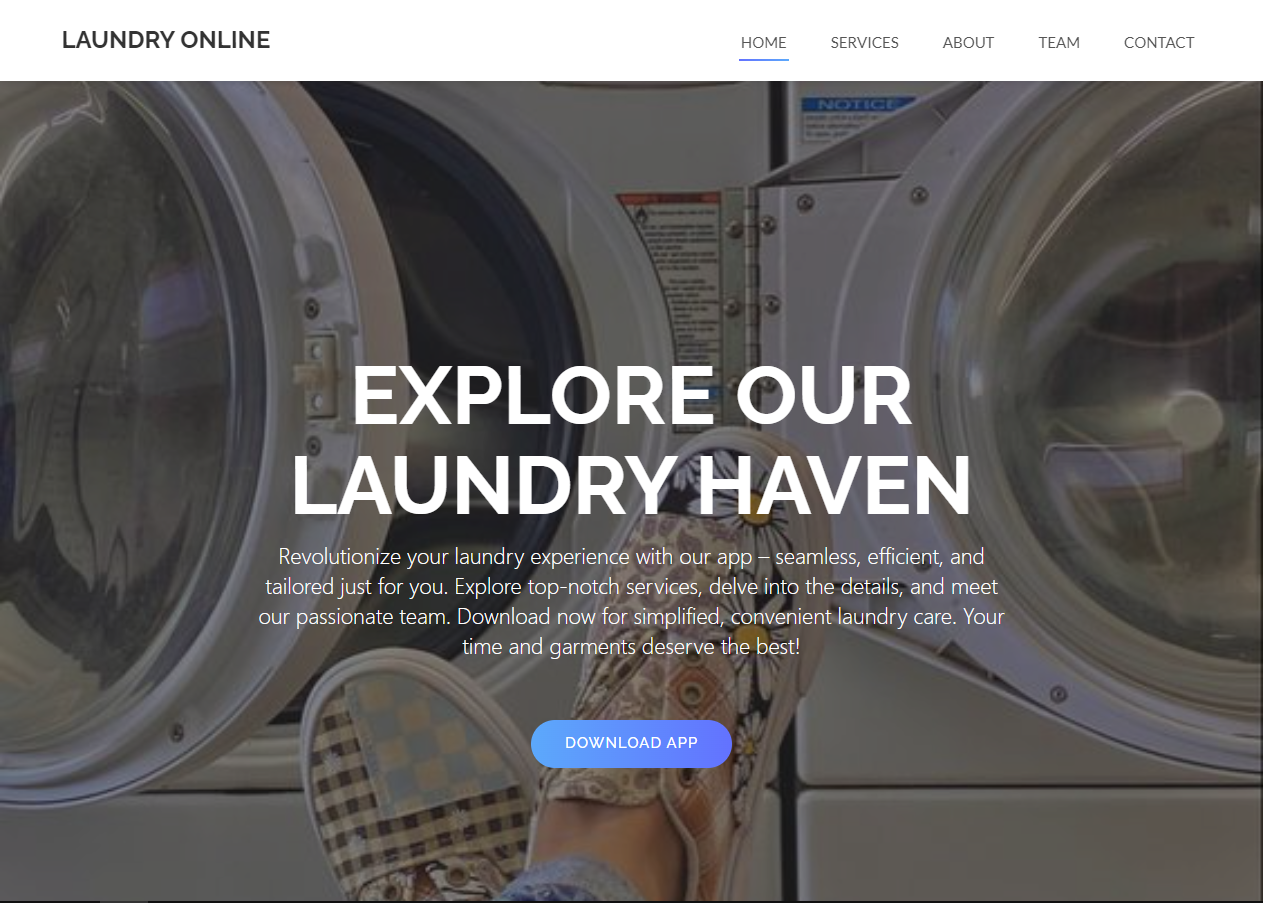 LAUNDRY ONLINE
HOME SERVICES ABOUT TEAM CONTACT
NOTICE
EXPLORE OUR
LAUNDRY HAVEN
Revolutionize your laundry experience with our app – seamless, efficient, and
tailored just for you. Explore top-notch services, delve into the details, and meet
our passionate team. Download now for simplified, convenient laundry care. Your
time and garments deserve the best!
DOWNLOAD APP